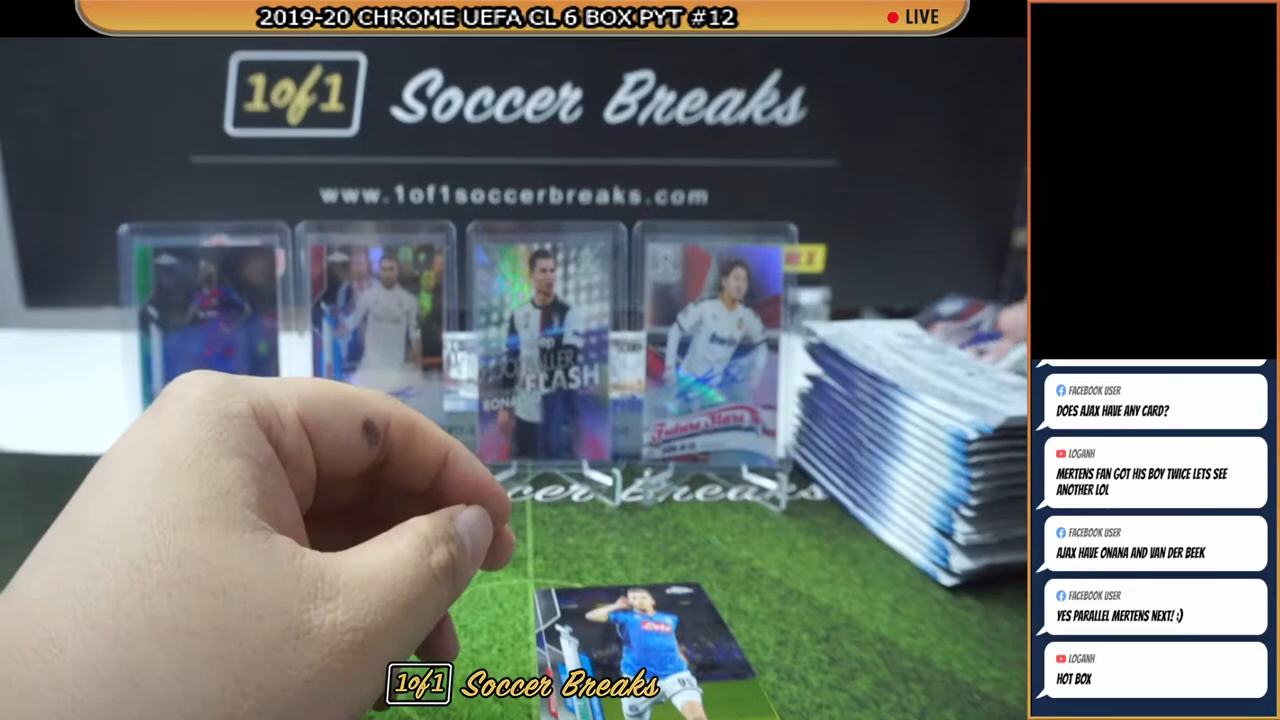 2019-20 CHROME UEFA CL 6 BOX PYT #12
LIVE
1of1 Soccer Breaks
www.1of1soccerbreaks.com
FLASH
Future Stars
Soccer Breaks
1of1 Soccer Breaks
FACEBOOK USER
DOES AJAX HAVE ANY CARD?
LOGANH
MERTENS FAN GOT HIS BOY TWICE LETS SEE
ANOTHER LOL
FACEBOOK USER
AJAX HAVE ONANA AND VAN DER BEEK
FACEBOOK USER
YES PARALLEL MERTENS NEXT! ;)
LOGANH
HOT BOX